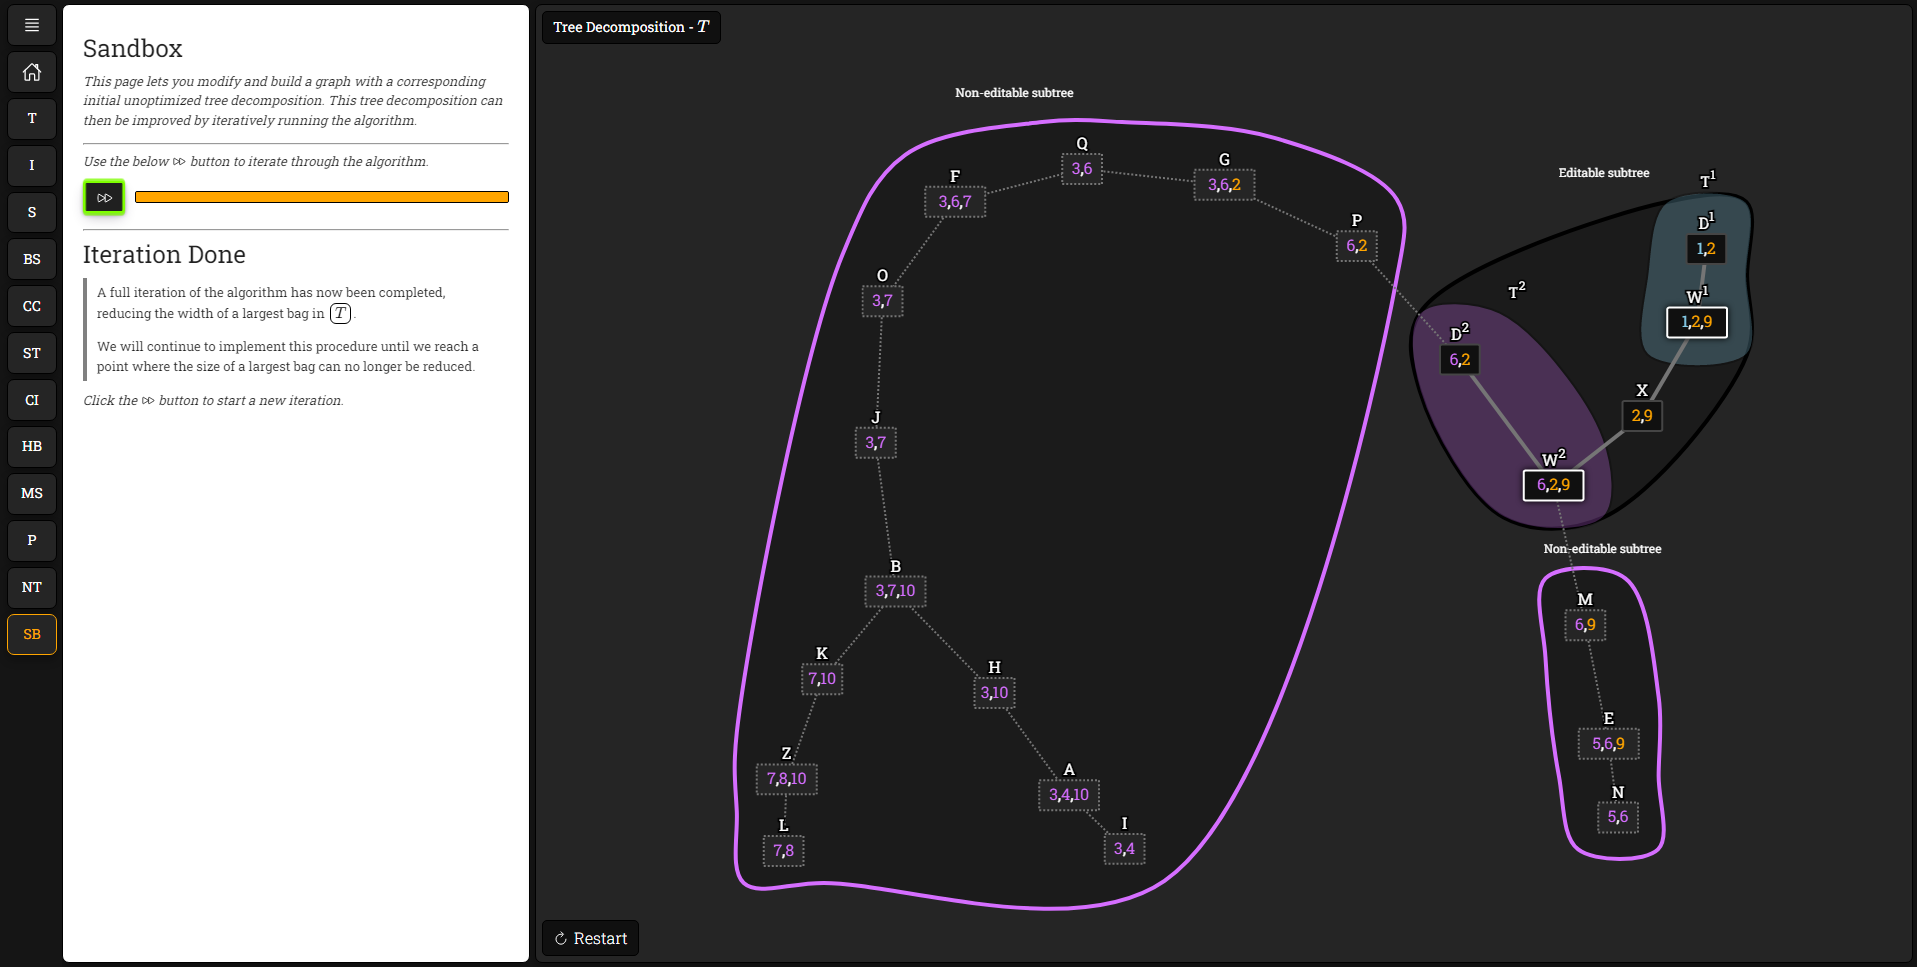 T
I
S
BS
CC
ST
CI
HB
MS
P
NT
SB
Sandbox
This page lets you modify and build a graph with a corresponding
initial unoptimized tree decomposition. This tree decomposition can
then be improved by iteratively running the algorithm.
Use the below ▷▷ button to iterate through the algorithm.
Iteration Done
A full iteration of the algorithm has now been completed,
reducing the width of a largest bag in T .
We will continue to implement this procedure until we reach a
point where the size of a largest bag can no longer be reduced.
Click the ▷▷ button to start a new iteration.
Tree Decomposition - T
Non-editable subtree
Q
3,6
G
3,6,2
F
3,6,7
P
6,2
O
3,7
J
3,7
B
3,7,10
K
7,10
H
3,10
Z
7,8,10
A
3,4,10
L
7,8
I
3,4
Editable subtree
T¹
D¹
1,2
W¹
1,2,9
T²
D²
6,2
X
2,9
W²
6,2,9
Non-editable subtree
M
6,9
E
5,6,9
N
5,6
Restart